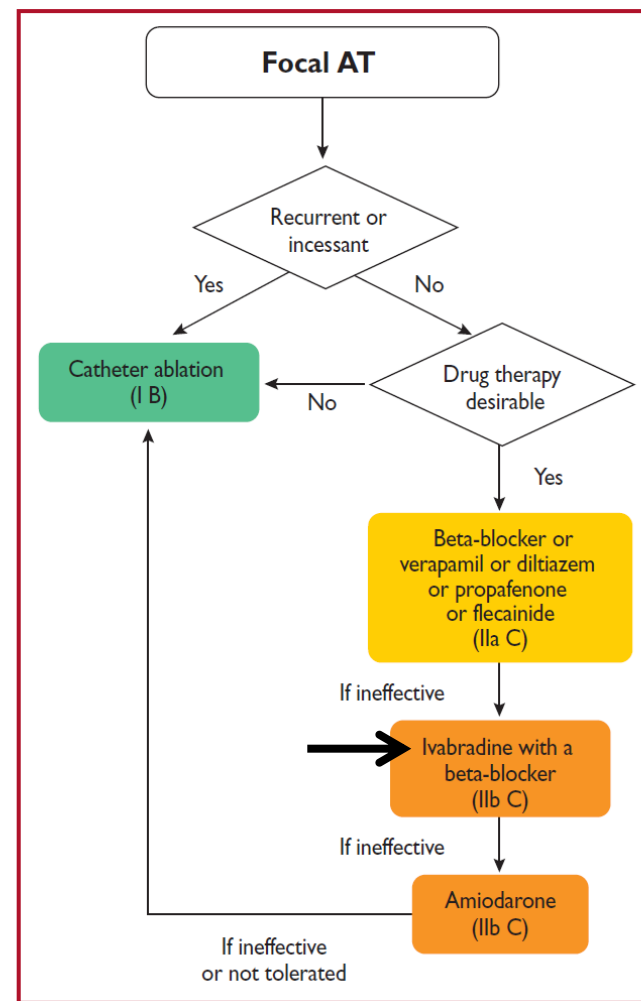 Focal AT
Recurrent or
incessant
Yes
No
Catheter ablation
(I B)
No
Drug therapy
desirable
Yes
Beta-blocker or
verapamil or diltiazem
or propafenone
or flecainide
(IIa C)
If ineffective
Ivabradine with a
beta-blocker
(IIb C)
If ineffective
Amiodarone
(IIb C)
If ineffective
or not tolerated